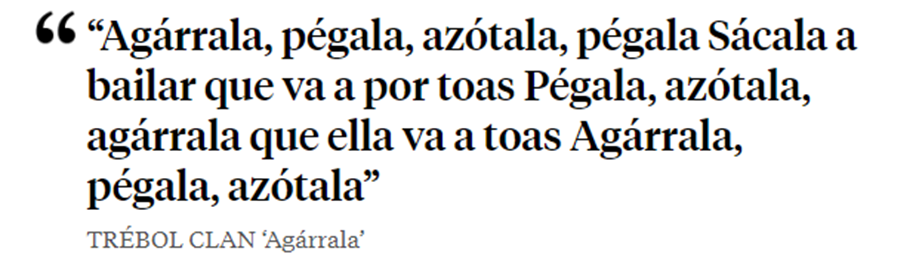 “Agárrala, pégala, azótala, pégala Sácala a
bailar que va a por toas Pégala, azótala,
agárrala que ella va a toas Agárrala,
pégala, azótala”
TRÉBOL CLAN ‘Agárrala’